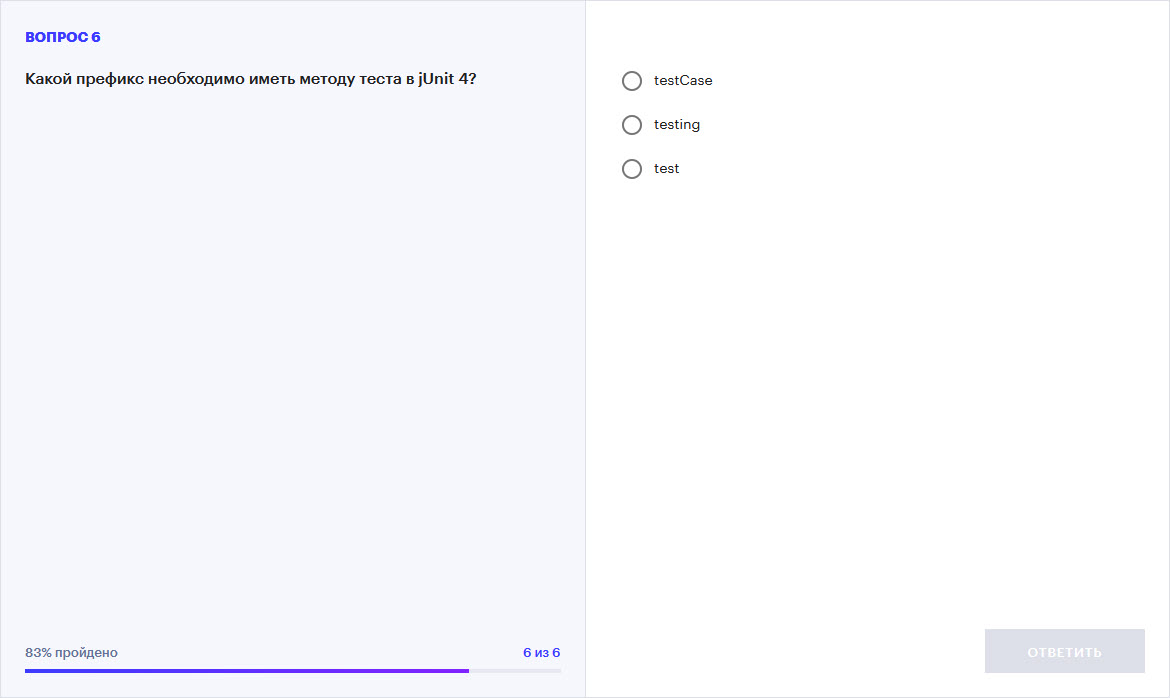 ВОПРОС 6
Какой префикс необходимо иметь методу теста в jUnit 4?
testCase
testing
test
83% пройдено
6 из 6
ОТВЕТИТЬ